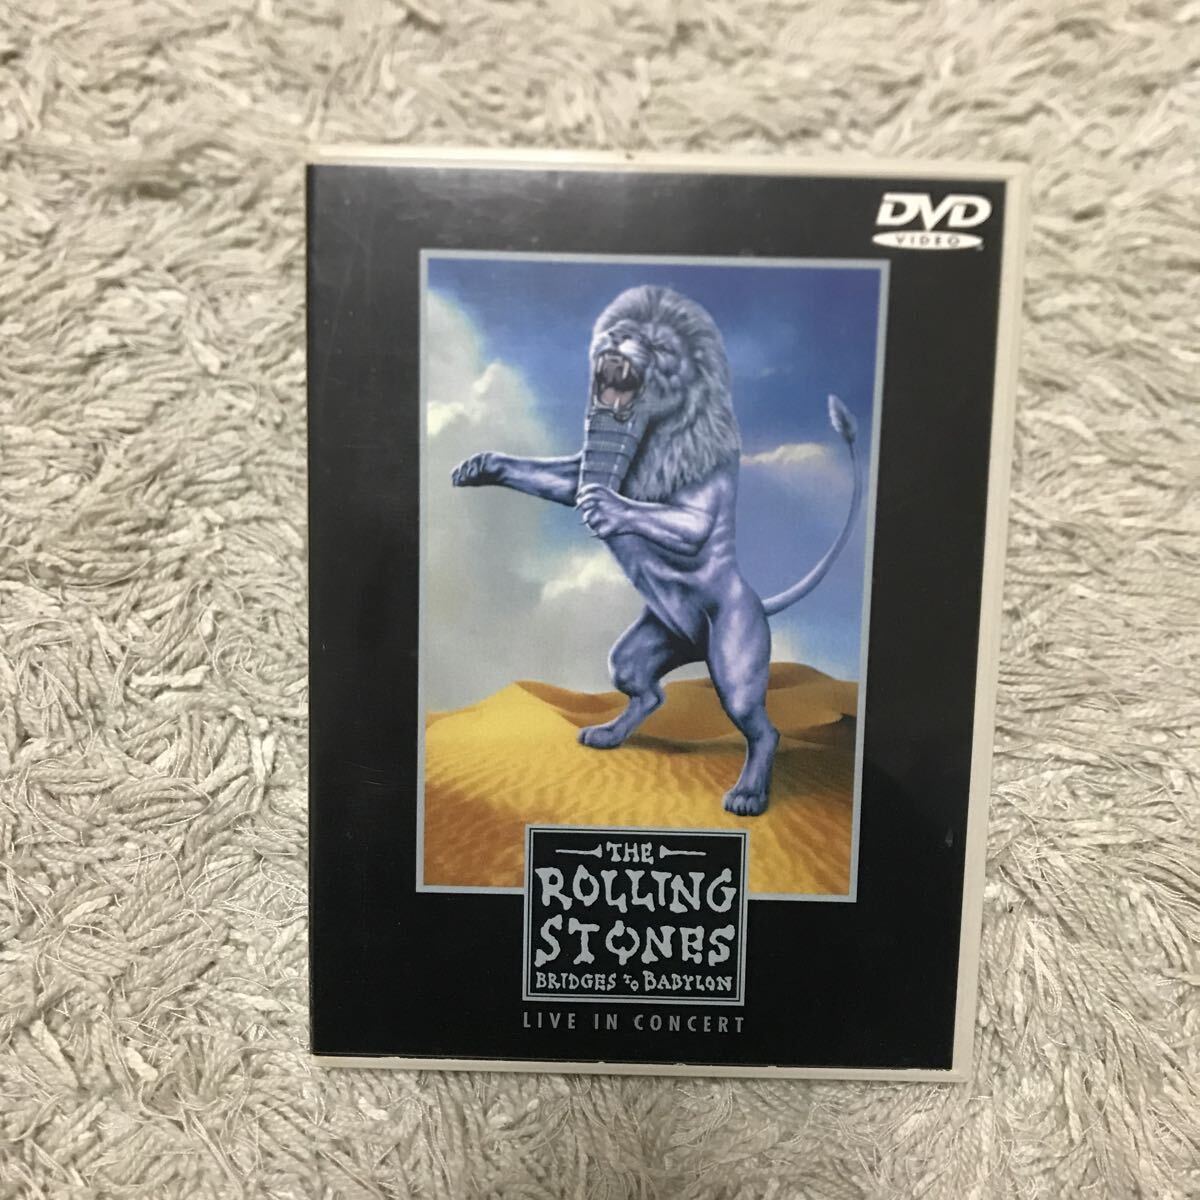 DVD
VIDEO
THE
ROLLING
STONES
BRIDGES TO BABYLON
LIVE IN CONCERT